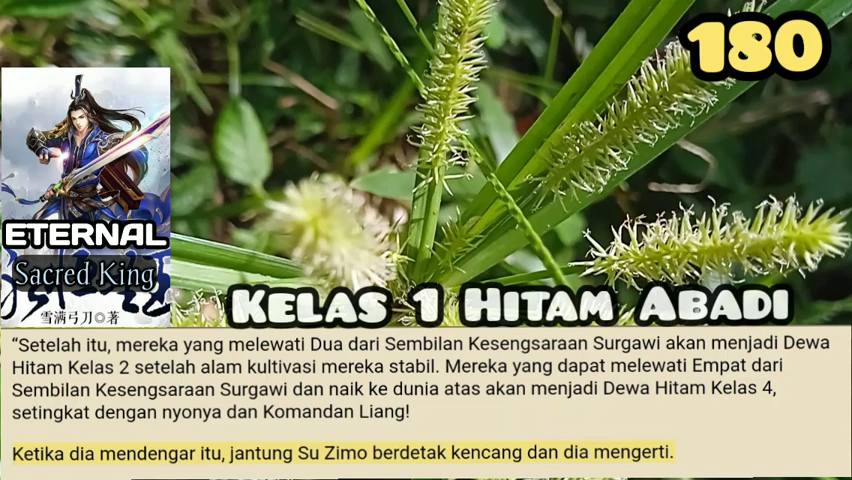 180
ETERNAL
Sacred King
雪满弓刀◎著
KELAS 1 HITAM ABADI
“Setelah itu, mereka yang melewati Dua dari Sembilan Kesengsaraan Surgawi akan menjadi Dewa
Hitam Kelas 2 setelah alam kultivasi mereka stabil. Mereka yang dapat melewati Empat dari
Sembilan Kesengsaraan Surgawi dan naik ke dunia atas akan menjadi Dewa Hitam Kelas 4,
setingkat dengan nyonya dan Komandan Liang!
Ketika dia mendengar itu, jantung Su Zimo berdetak kencang dan dia mengerti.